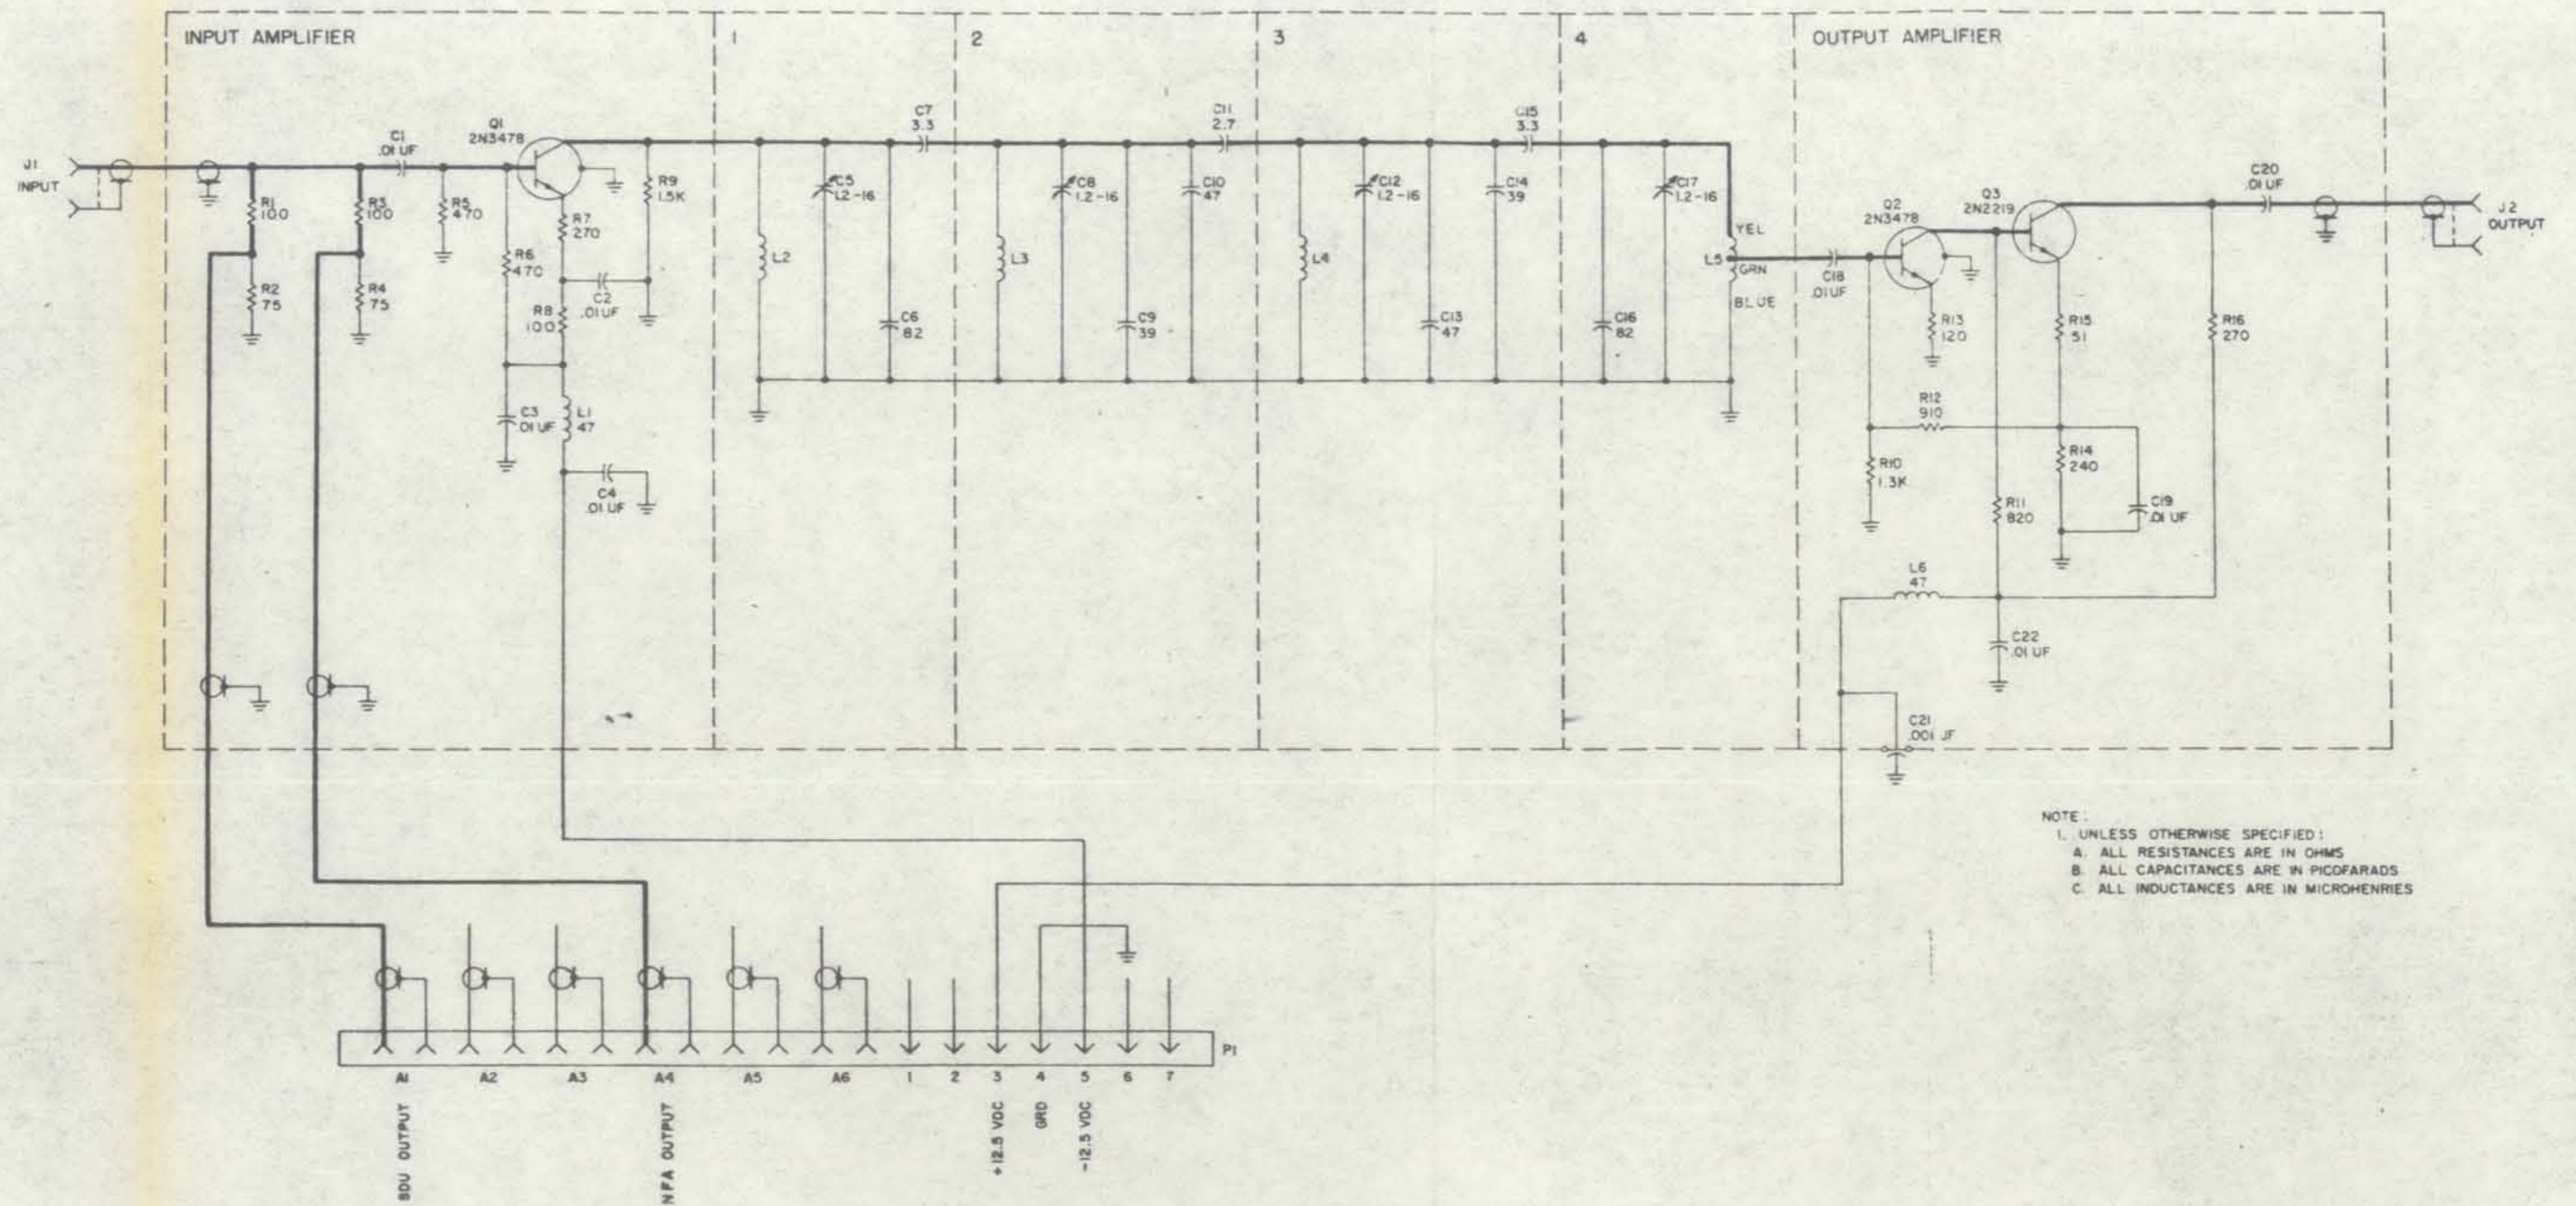 INPUT AMPLIFIER
1
2
3
4
OUTPUT AMPLIFIER
J1
INPUT
R1
100
R2
75
R3
100
R4
75
C1
.01 UF
R5
470
Q1
2N3478
R6
470
R7
270
R8
100
C2
.01 UF
R9
1.5K
C3
.01 UF
L1
47
C4
.01 UF
L2
C5
1.2-16
C6
82
C7
3.3
L3
C8
1.2-16
C9
39
C10
47
C11
2.7
L4
C12
1.2-16
C13
47
C14
39
C15
3.3
C16
82
C17
1.2-16
YEL
L5
GRN
BLUE
C18
.01 UF
Q2
2N3478
Q3
2N2219
R13
120
R15
51
R12
910
R10
1.3K
R14
240
R11
820
C19
.01 UF
L6
47
C22
.01 UF
C21
R16
270
C20
.01 UF
J2
OUTPUT
NOTE:
1. UNLESS OTHERWISE SPECIFIED:
A. ALL RESISTANCES ARE IN OHMS
B. ALL CAPACITANCES ARE IN PICOFARADS
C. ALL INDUCTANCES ARE IN MICROHENRIES
P1
A1
A2
A3
A4
A5
A6
1
2
3
4
5
6
7
OUTPUT
NFA OUTPUT
+12.5 VDC
GRD
-12.5 VDC